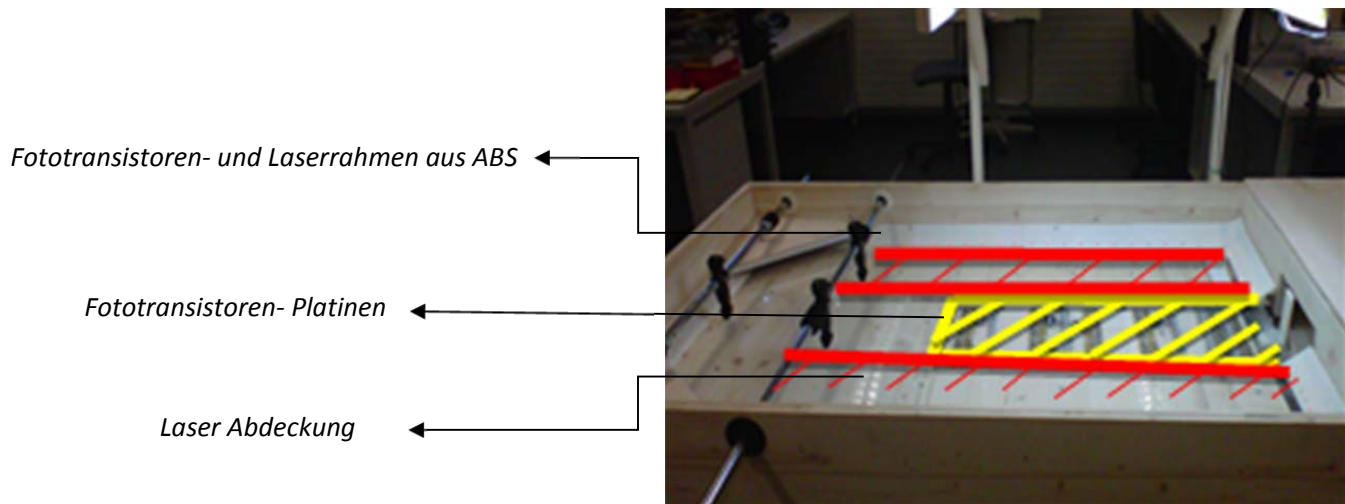 Fototransistoren- und Laserrahmen aus ABS
Fototransistoren- Platinen
Laser Abdeckung